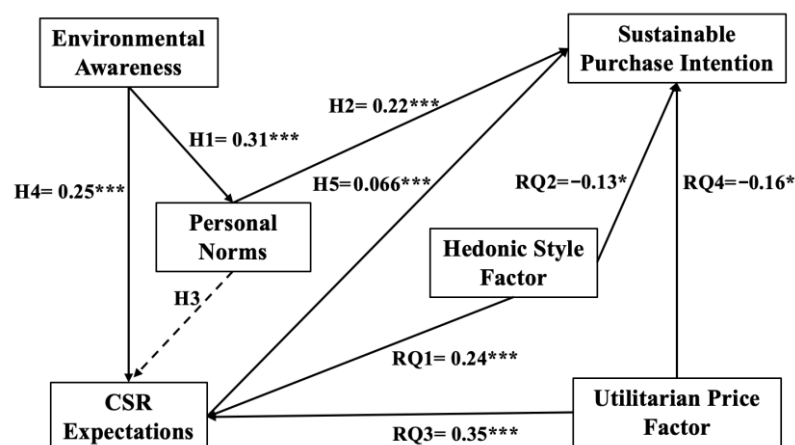 Environmental
Awareness
Sustainable
Purchase Intention
H2= 0.22***
H1= 0.31***
H4= 0.25***
H5=0.066***
RQ2=−0.13*
RQ4=−0.16*
Personal
Norms
Hedonic Style
Factor
H3
RQ1= 0.24***
CSR
Expectations
Utilitarian Price
Factor
RQ3= 0.35***